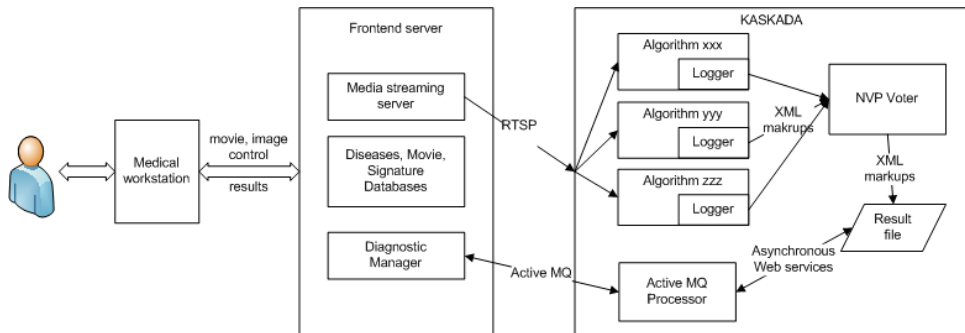 Frontend server
KASKADA
Media streaming
server
Diseases, Movie,
Signature
Databases
Diagnostic
Manager
Medical
workstation
movie, image
control
results
RTSP
Active MQ
Algorithm xxx
Logger
Algorithm yyy
Logger
Algorithm zzz
Logger
XML
makrups
NVP Voter
XML
markups
Result
file
Asynchronous
Web services
Active MQ
Processor